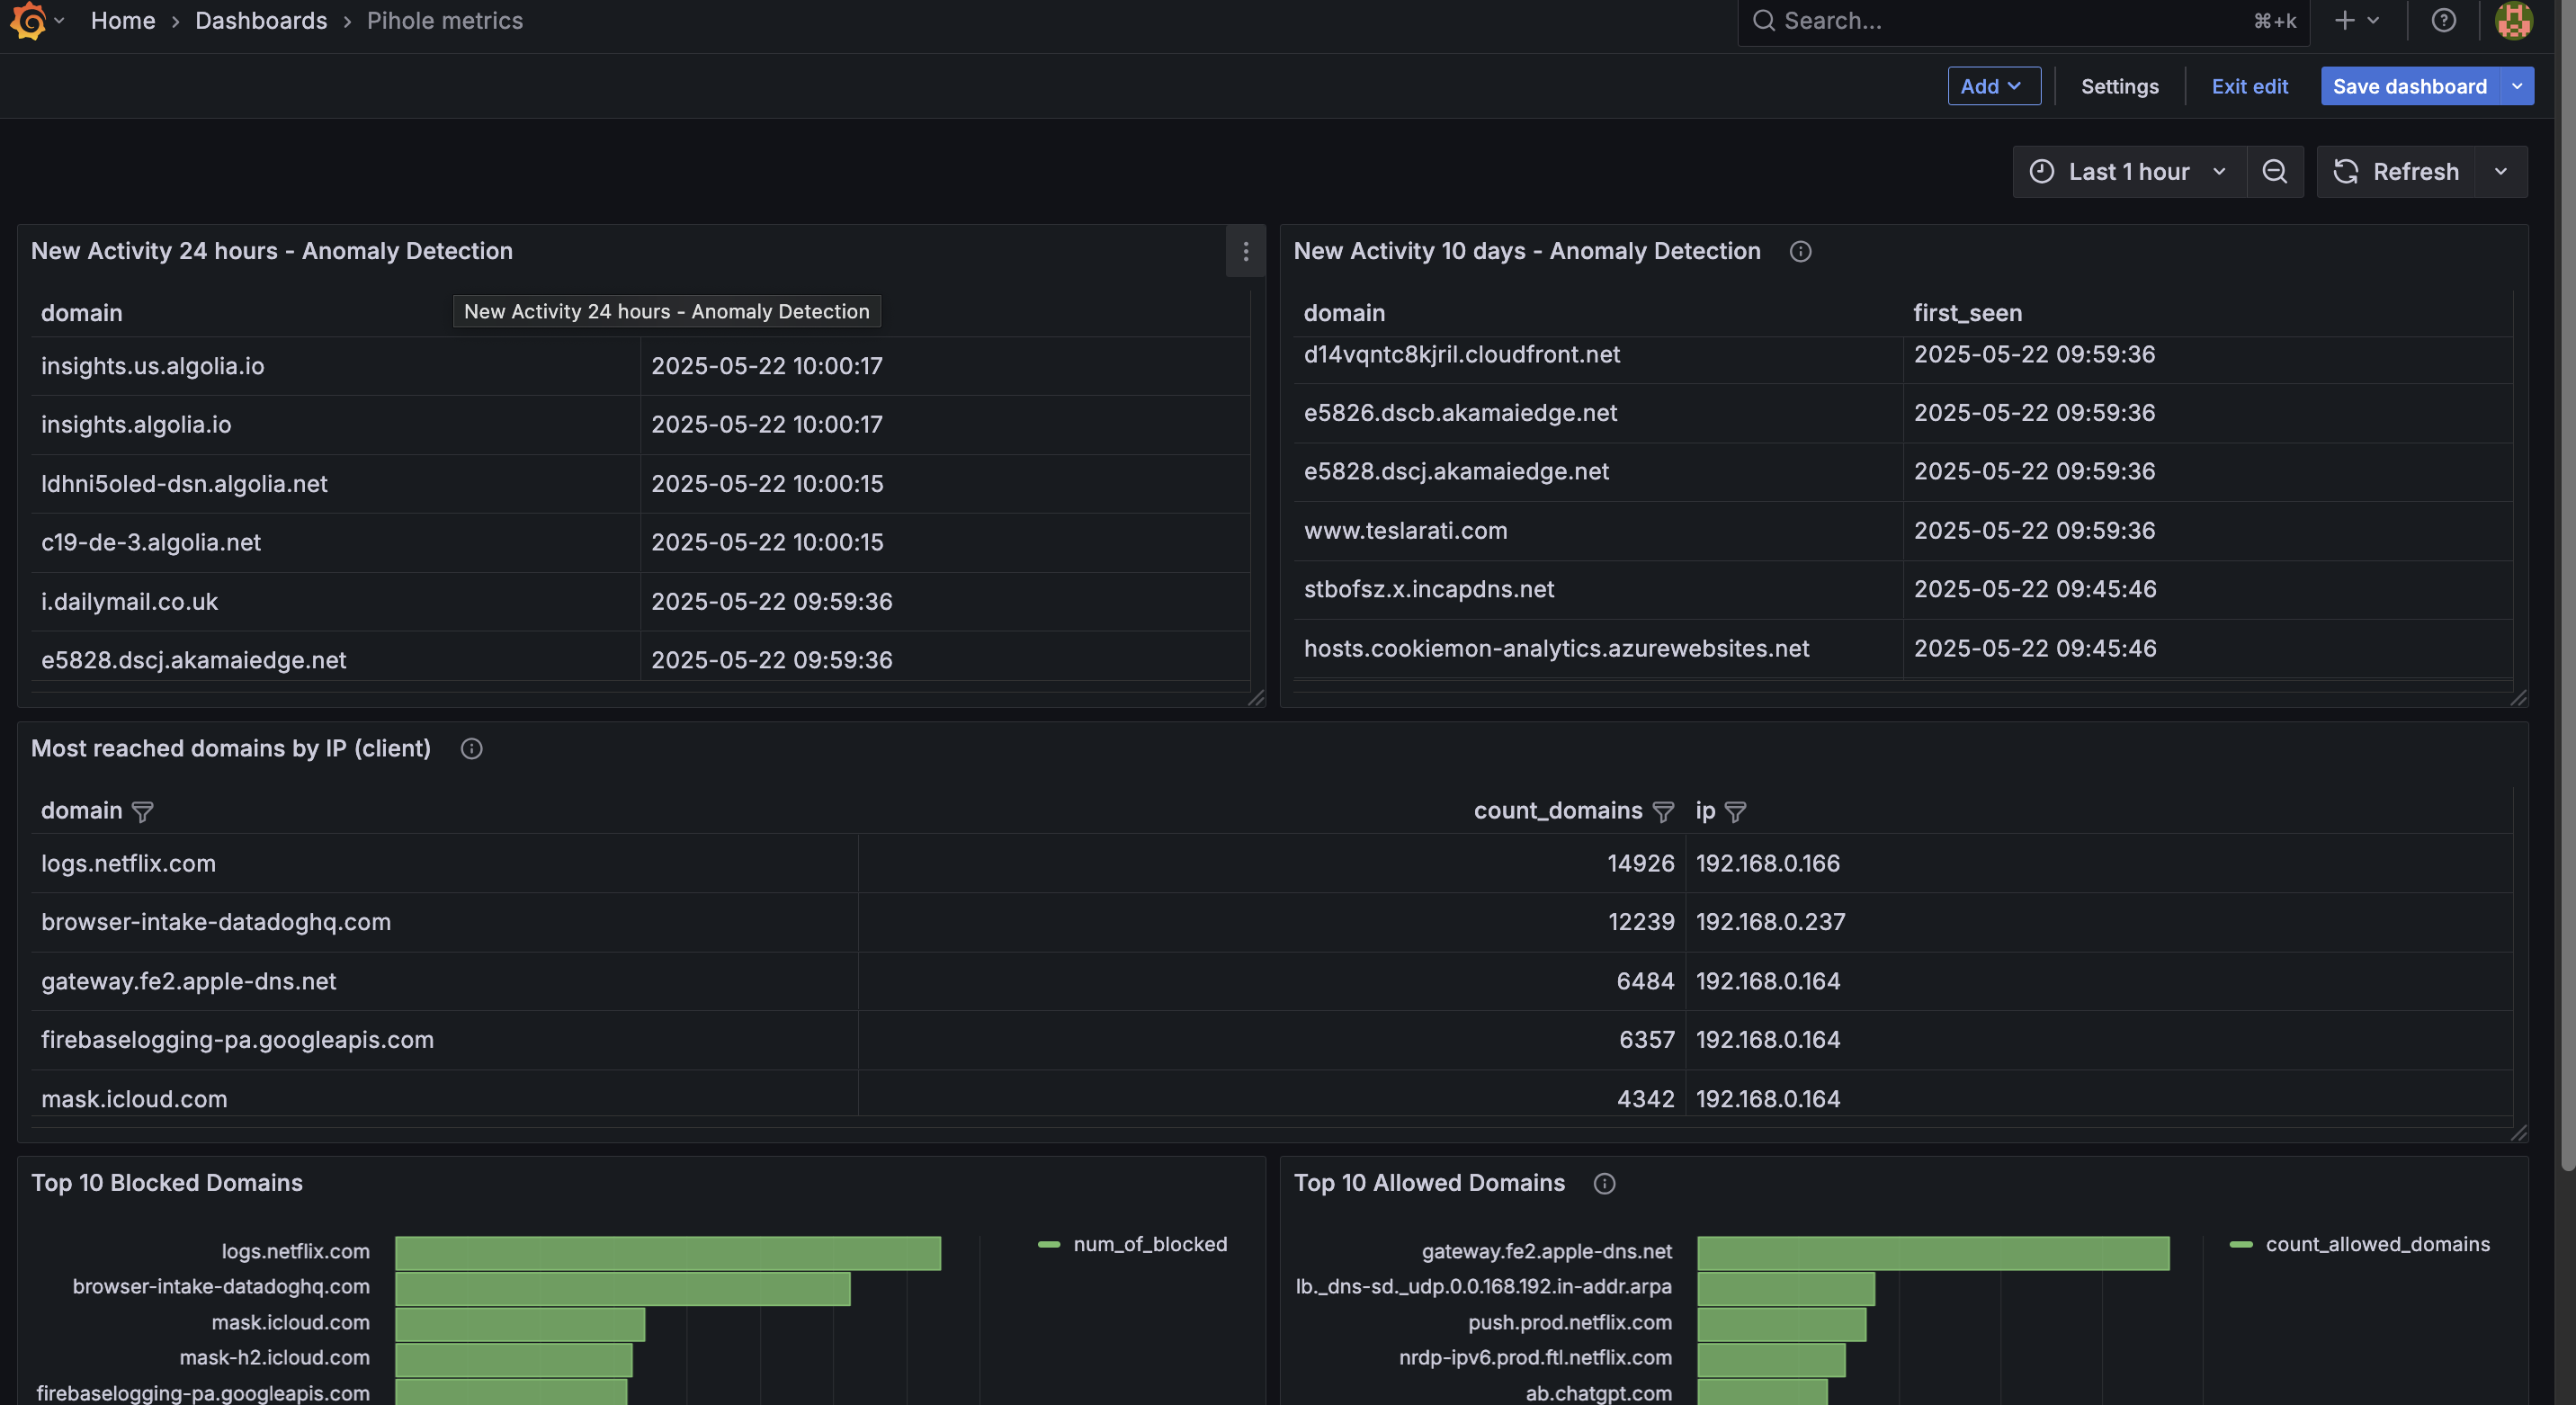 Home › Dashboards › Pihole metrics
Search... ⌘+k
Add
Settings
Exit edit
Save dashboard
Last 1 hour
Refresh
New Activity 24 hours - Anomaly Detection
domain
New Activity 24 hours - Anomaly Detection
insights.us.algolia.io 2025-05-22 10:00:17
insights.algolia.io 2025-05-22 10:00:17
ldhni5oled-dsn.algolia.net 2025-05-22 10:00:15
c19-de-3.algolia.net 2025-05-22 10:00:15
i.dailymail.co.uk 2025-05-22 09:59:36
e5828.dscj.akamaiedge.net 2025-05-22 09:59:36
New Activity 10 days - Anomaly Detection
domain first_seen
d14vqntc8kjril.cloudfront.net 2025-05-22 09:59:36
e5826.dscb.akamaiedge.net 2025-05-22 09:59:36
e5828.dscj.akamaiedge.net 2025-05-22 09:59:36
www.teslarati.com 2025-05-22 09:59:36
stbofsz.x.incapdns.net 2025-05-22 09:45:46
hosts.cookiemon-analytics.azurewebsites.net 2025-05-22 09:45:46
Most reached domains by IP (client)
domain count_domains ip
logs.netflix.com 14926 192.168.0.166
browser-intake-datadoghq.com 12239 192.168.0.237
gateway.fe2.apple-dns.net 6484 192.168.0.164
firebaselogging-pa.googleapis.com 6357 192.168.0.164
mask.icloud.com 4342 192.168.0.164
Top 10 Blocked Domains
logs.netflix.com
browser-intake-datadoghq.com
mask.icloud.com
mask-h2.icloud.com
firebaselogging-pa.googleapis.com
num_of_blocked
Top 10 Allowed Domains
gateway.fe2.apple-dns.net
lb._dns-sd._udp.0.0.168.192.in-addr.arpa
push.prod.netflix.com
nrdp-ipv6.prod.ftl.netflix.com
ab.chatgpt.com
count_allowed_domains